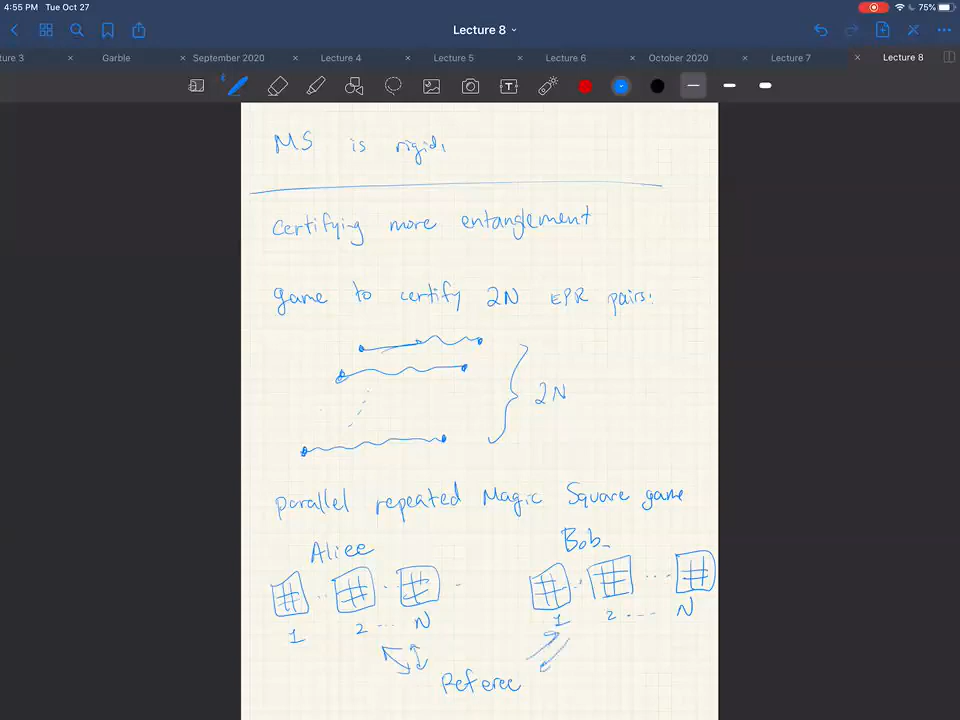 4:55 PM Tue Oct 27
75%
Lecture 8
ture 3
Garble
September 2020
Lecture 4
Lecture 5
Lecture 6
October 2020
Lecture 7
Lecture 8
T
MS is rigid.
Certifying more entanglement
game to certify 2N EPR pairs:
2N
parallel repeated Magic Square game
Alice
Bob
1 2 ... N
1 2 .... N
Referee